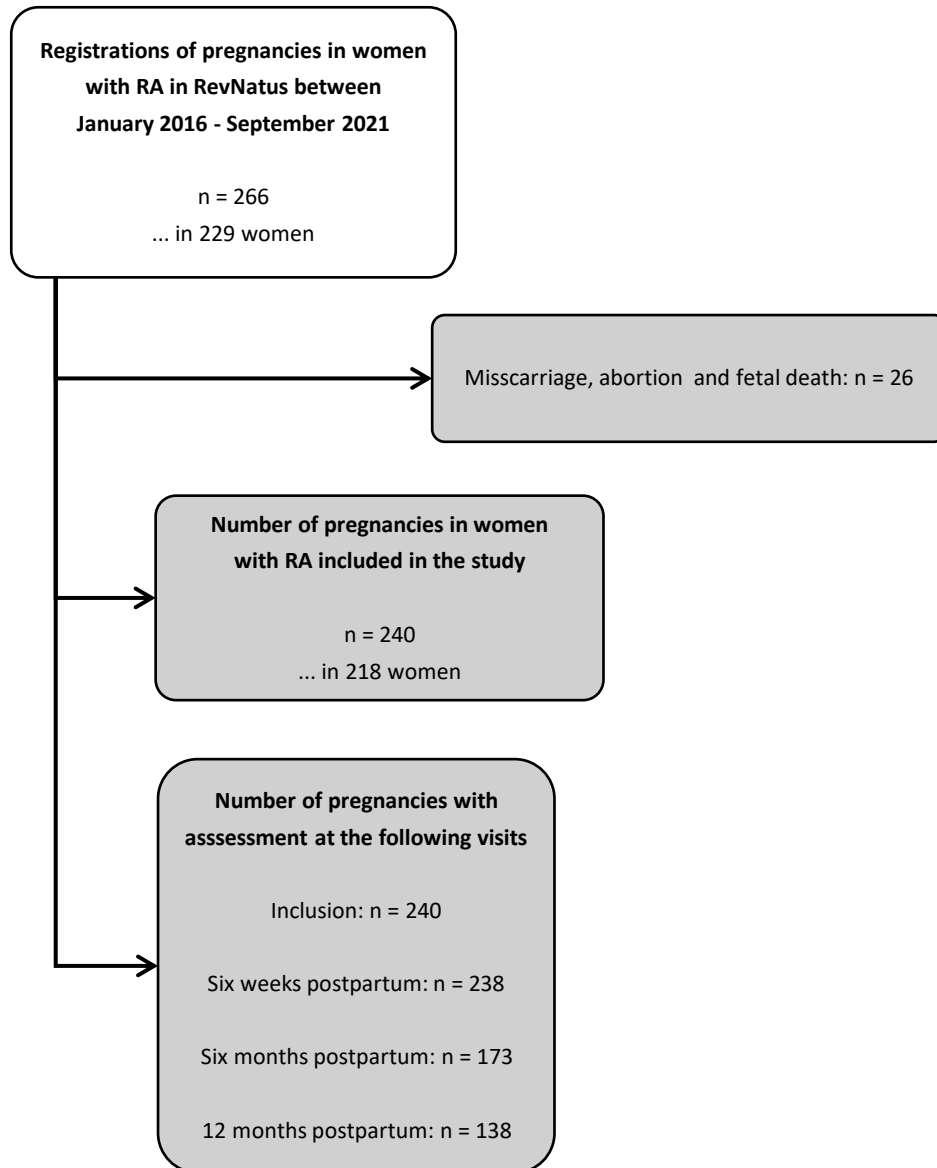 Registrations of pregnancies in women
with RA in RevNatus between
January 2016 - September 2021
n = 266
... in 229 women
Misscarriage, abortion and fetal death: n = 26
Number of pregnancies in women
with RA included in the study
n = 240
... in 218 women
Number of pregnancies with
asssessment at the following visits
Inclusion: n = 240
Six weeks postpartum: n = 238
Six months postpartum: n = 173
12 months postpartum: n = 138